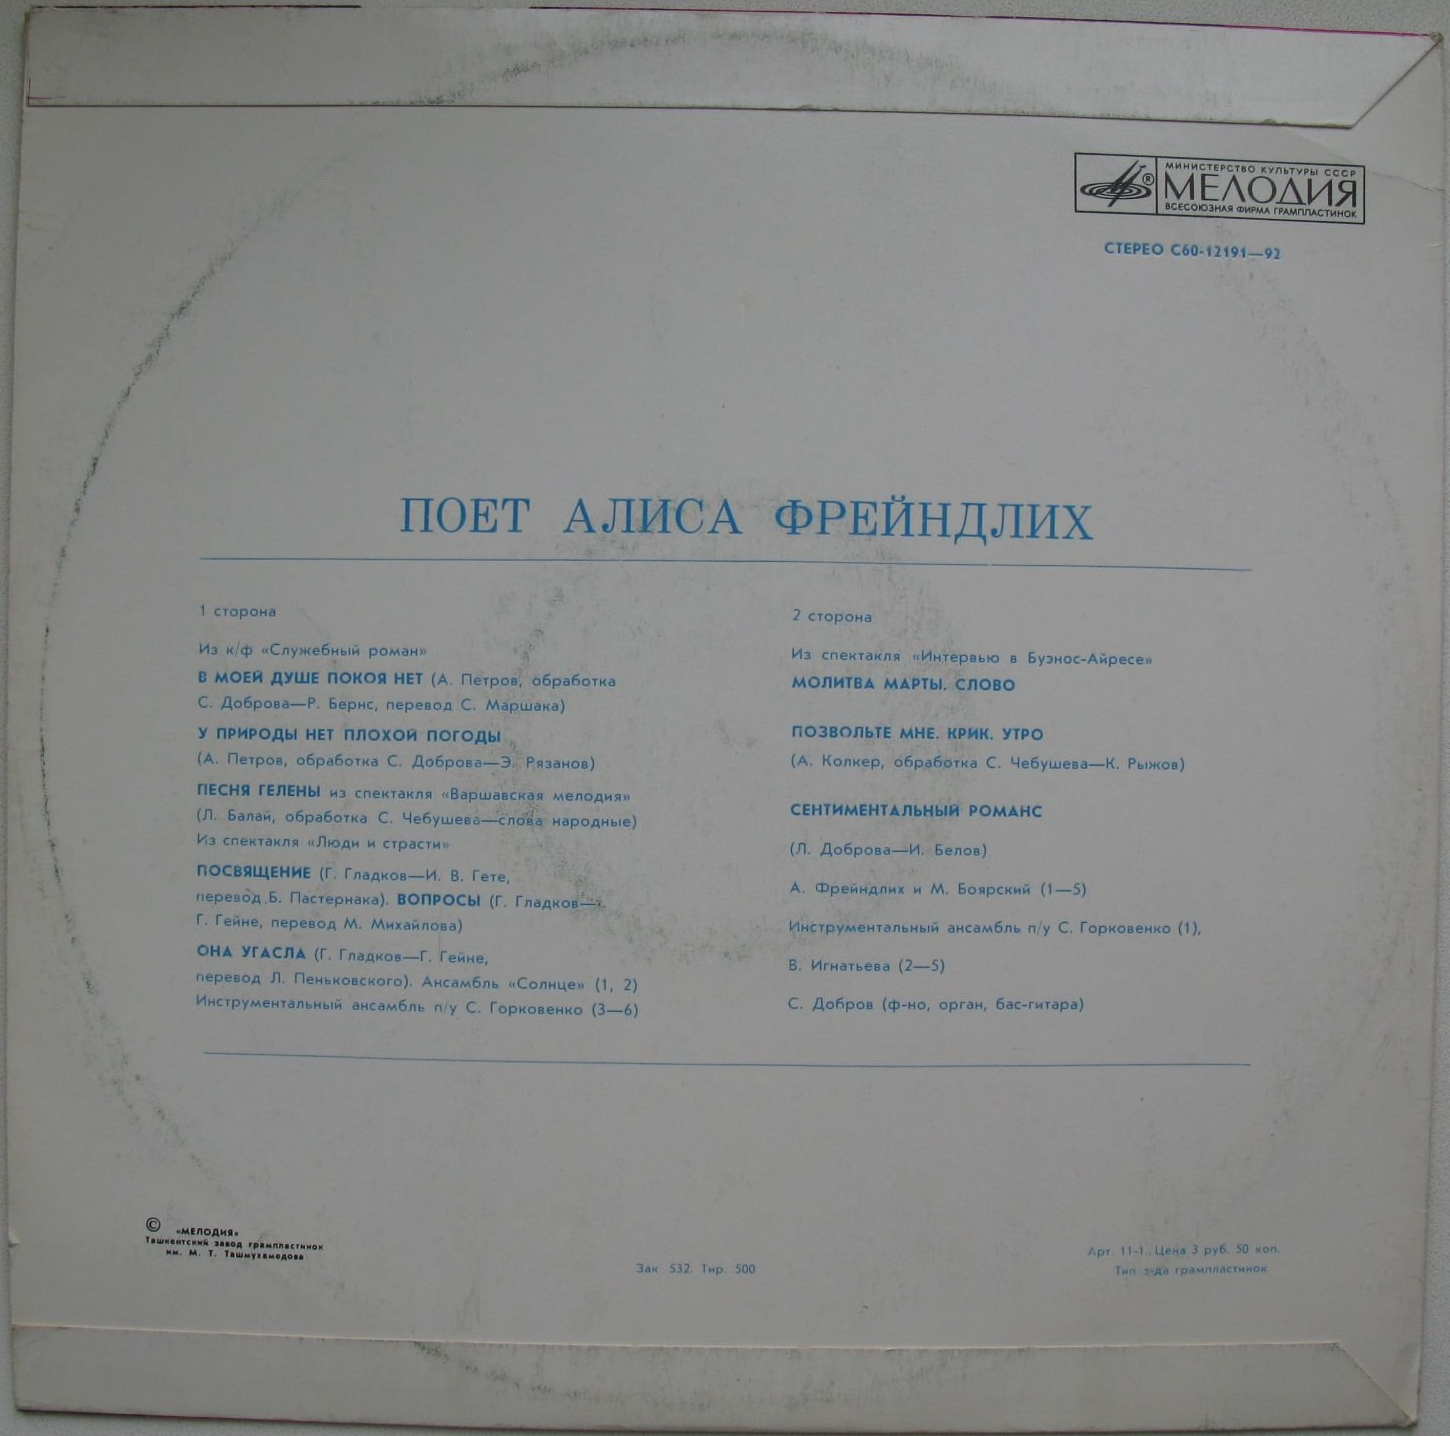 МИНИСТЕРСТВО КУЛЬТУРЫ СССР
МЕЛОДИЯ
ВСЕСОЮЗНАЯ ФИРМА ГРАМПЛАСТИНОК
СТЕРЕО С60-12191—92
ПОЕТ АЛИСА ФРЕЙНДЛИХ
1 сторона
Из к/ф «Служебный роман»
В МОЕЙ ДУШЕ ПОКОЯ НЕТ (А. Петров, обработка
С. Доброва—Р. Бернс, перевод С. Маршака)
У ПРИРОДЫ НЕТ ПЛОХОЙ ПОГОДЫ
(А. Петров, обработка С. Доброва—Э. Рязанов)
ПЕСНЯ ГЕЛЕНЫ из спектакля «Варшавская мелодия»
(Л. Балай, обработка С. Чебушева—слова народные)
Из спектакля «Люди и страсти»
ПОСВЯЩЕНИЕ (Г. Гладков—И. В. Гете,
перевод Б. Пастернака). ВОПРОСЫ (Г. Гладков—
Г. Гейне, перевод М. Михайлова)
ОНА УГАСЛА (Г. Гладков—Г. Гейне,
перевод Л. Пеньковского). Ансамбль «Солнце» (1, 2)
Инструментальный ансамбль п/у С. Горковенко (3—6)
2 сторона
Из спектакля «Интервью в Буэнос-Айресе»
МОЛИТВА МАРТЫ. СЛОВО
ПОЗВОЛЬТЕ МНЕ. КРИК. УТРО
(А. Колкер, обработка С. Чебушева—К. Рыжов)
СЕНТИМЕНТАЛЬНЫЙ РОМАНС
(Л. Доброва—И. Белов)
А. Фрейндлих и М. Боярский (1—5)
Инструментальный ансамбль п/у С. Горковенко (1),
В. Игнатьева (2—5)
С. Добров (ф-но, орган, бас-гитара)
© «МЕЛОДИЯ»
Ташкентский завод грампластинок
им. М. Т. Ташмухамедова
Зак 532. Тир. 500
Арт. 11-1. Цена 3 руб. 50 коп.
Тип з-да грампластинок